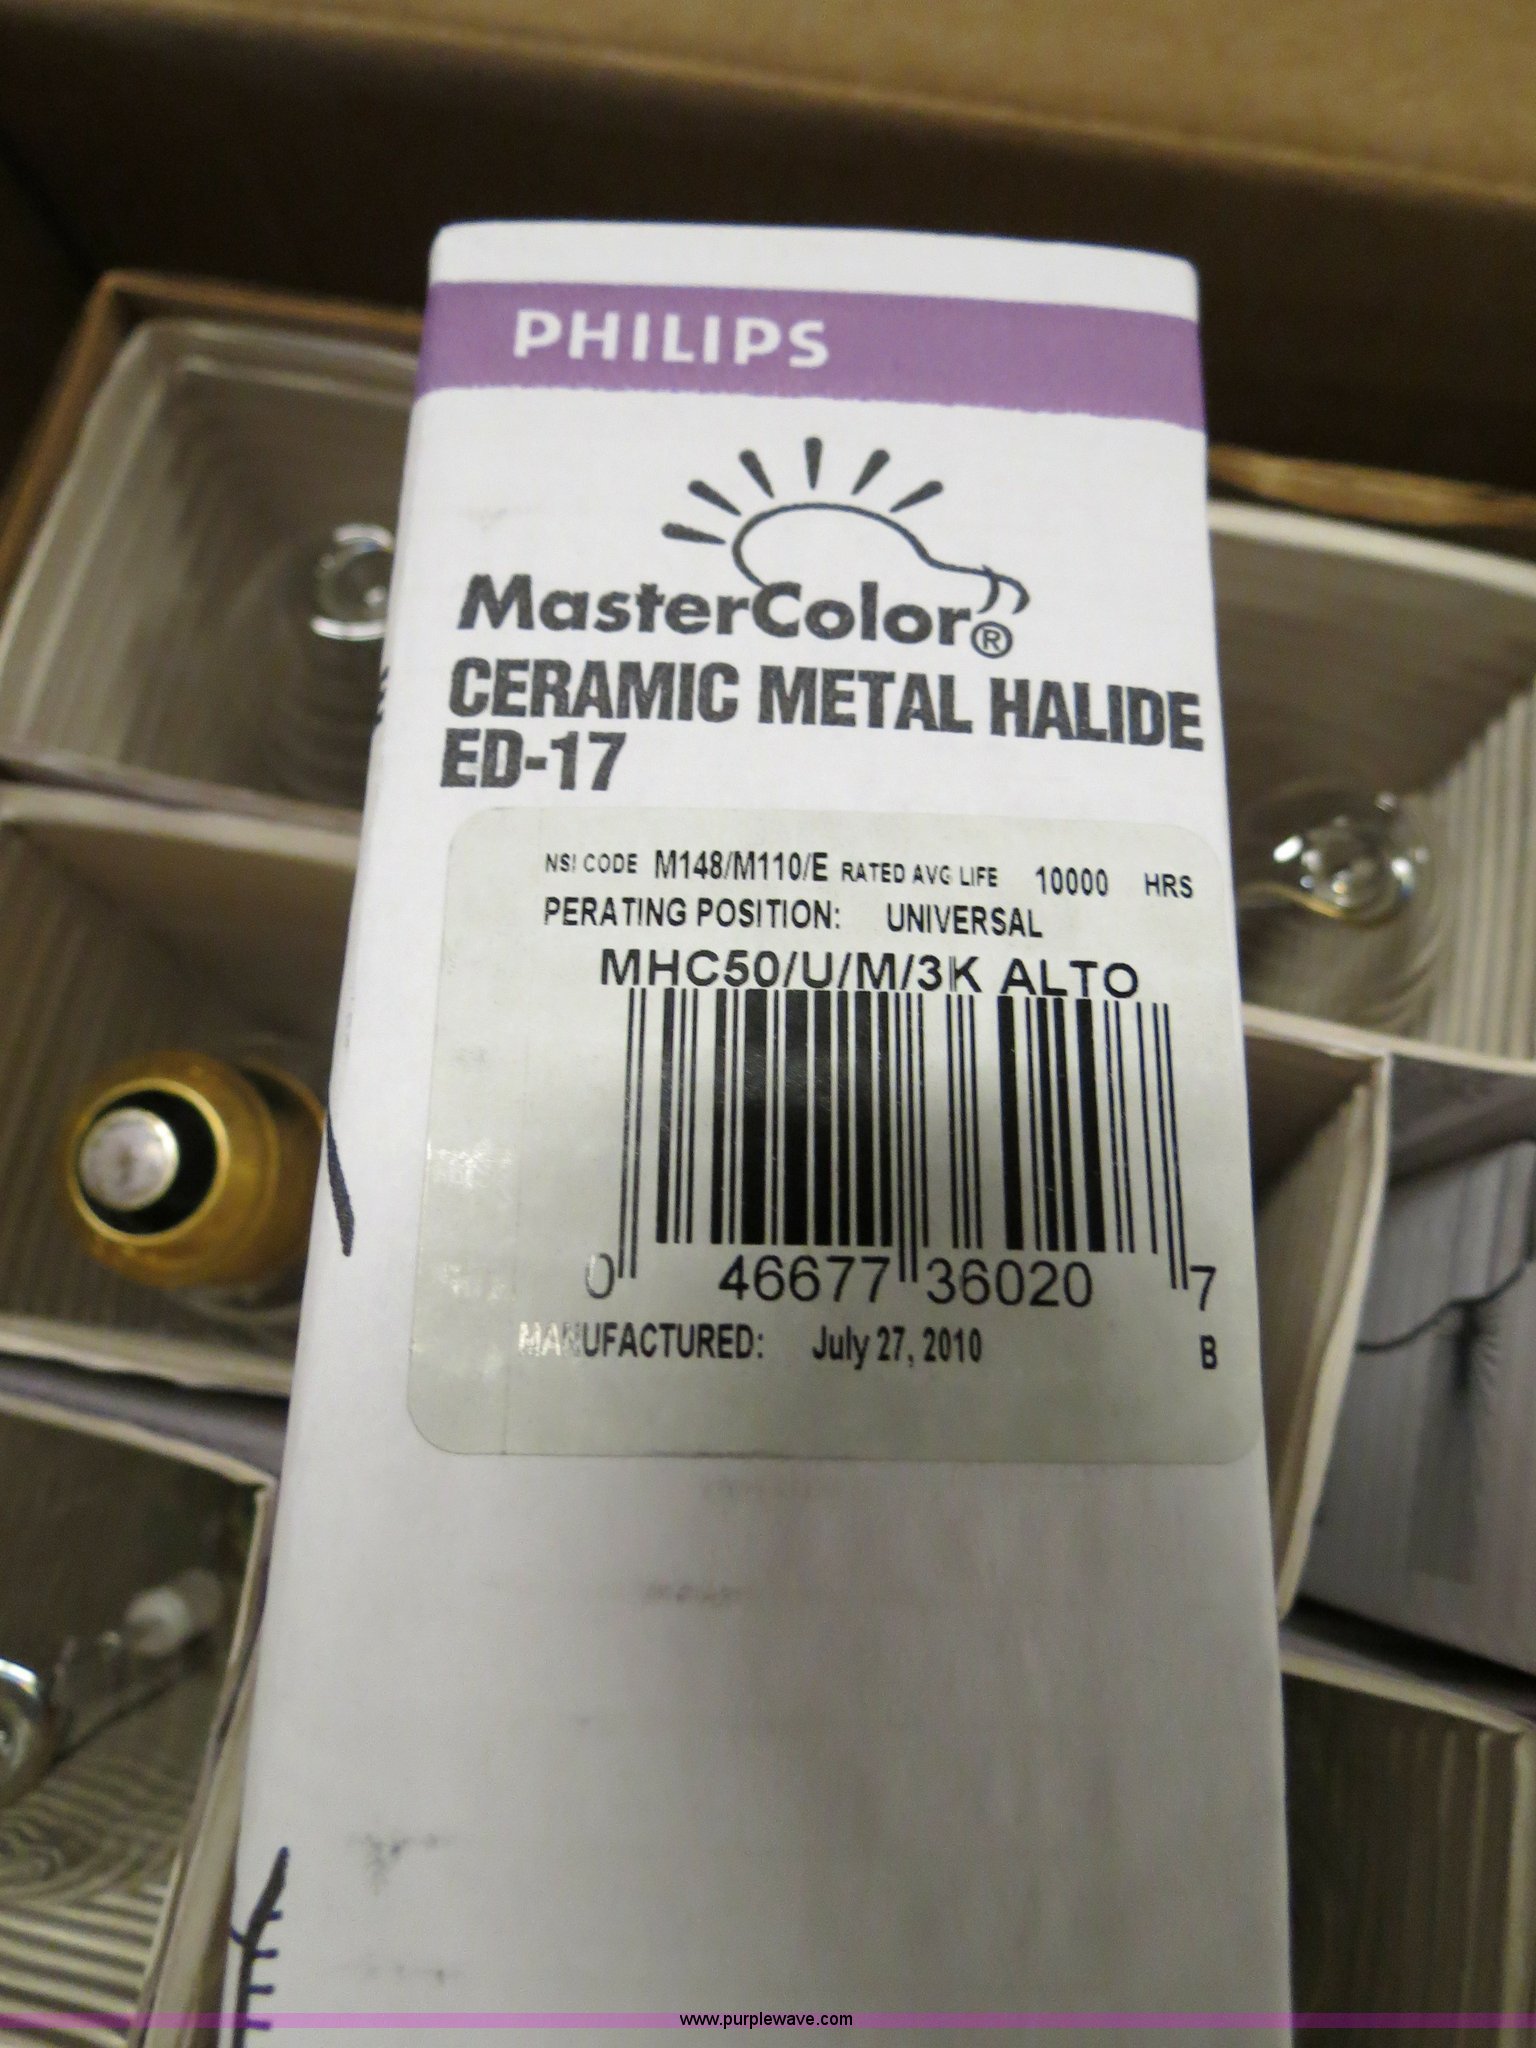 PHILIPS
MasterColor®
CERAMIC METAL HALIDE
ED-17
NSI CODE M148/M110/E RATED AVG LIFE 10000 HRS
PERATING POSITION: UNIVERSAL
MHC50/U/M/3K ALTO
0 46677 36020 7
MANUFACTURED: July 27, 2010 B
www.purplewave.com